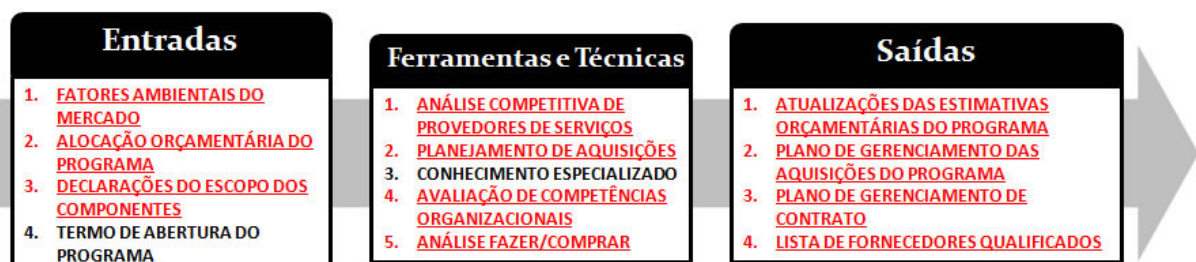 Entradas
1. FATORES AMBIENTAIS DO
MERCADO
2. ALOCAÇÃO ORÇAMENTÁRIA DO
PROGRAMA
3. DECLARAÇÕES DO ESCOPO DOS
COMPONENTES
4. TERMO DE ABERTURA DO
PROGRAMA
Ferramentas e Técnicas
1. ANÁLISE COMPETITIVA DE
PROVEDORES DE SERVIÇOS
2. PLANEJAMENTO DE AQUISIÇÕES
3. CONHECIMENTO ESPECIALIZADO
4. AVALIAÇÃO DE COMPETÊNCIAS
ORGANIZACIONAIS
5. ANÁLISE FAZER/COMPRAR
Saídas
1. ATUALIZAÇÕES DAS ESTIMATIVAS
ORÇAMENTÁRIAS DO PROGRAMA
2. PLANO DE GERENCIAMENTO DAS
AQUISIÇÕES DO PROGRAMA
3. PLANO DE GERENCIAMENTO DE
CONTRATO
4. LISTA DE FORNECEDORES QUALIFICADOS